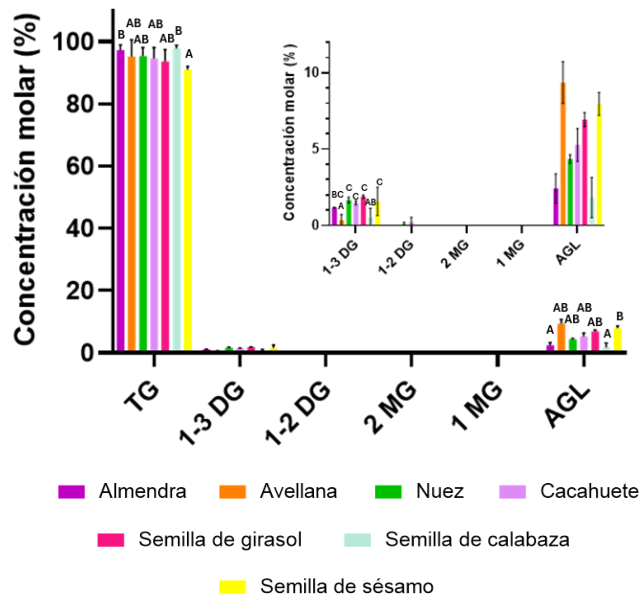 Concentración molar (%)
100
80
60
40
20
0
B AB AB AB AB B A
A AB AB AB AB A B
TG 1-3 DG 1-2 DG 2 MG 1 MG AGL
Concentración molar (%)
10
5
0
BC A C C C AB C
1-3 DG 1-2 DG 2 MG 1 MG AGL
Almendra Avellana Nuez Cacahuete
Semilla de girasol Semilla de calabaza
Semilla de sésamo